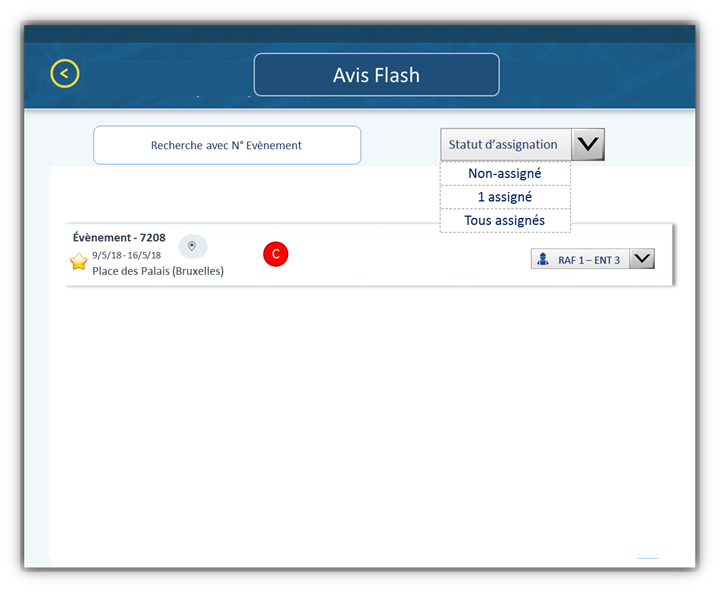 Avis Flash
Recherche avec N° Evènement
Statut d’assignation
Non-assigné
1 assigné
Tous assignés
Évènement - 7208
9/5/18 - 16/5/18
Place des Palais (Bruxelles)
C
RAF 1 – ENT 3